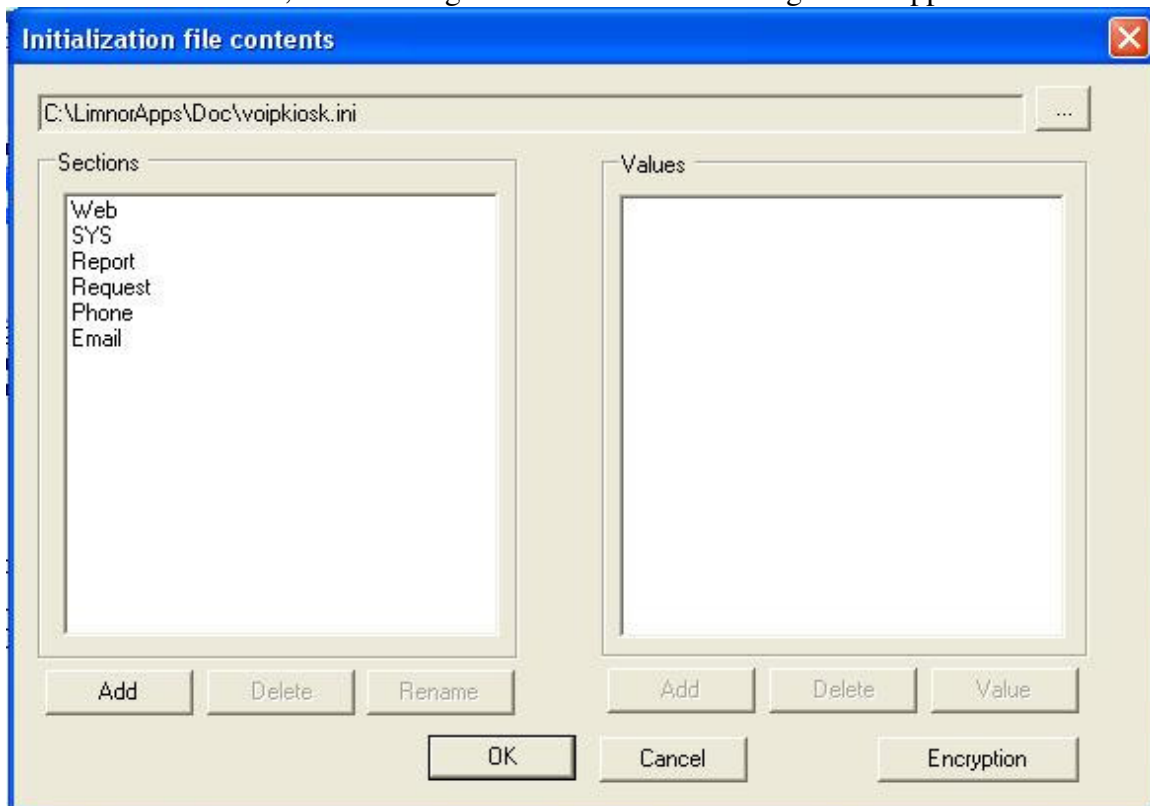 Initialization file contents
C:\LimnorApps\Doc\voipkiosk.ini
...
Sections
Web
SYS
Report
Request
Phone
Email
Add Delete Rename
Values
Add Delete Value
OK Cancel Encryption